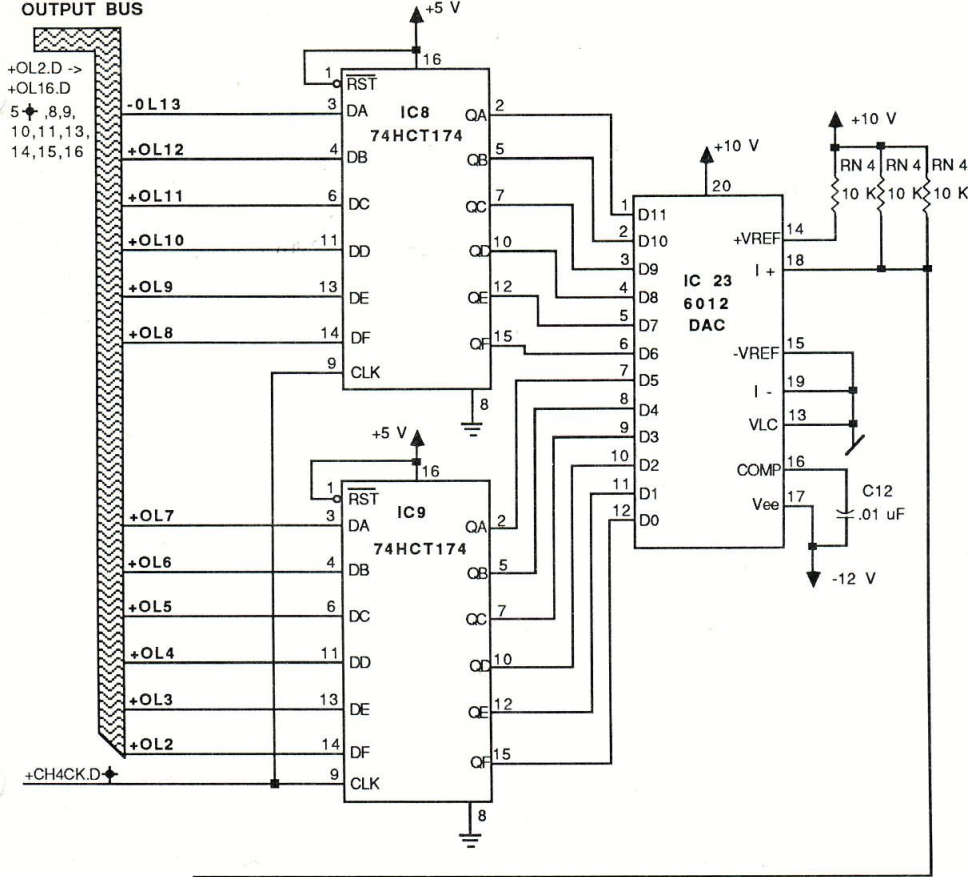 OUTPUT BUS
+OL2.D ->
+OL16.D
5 ,8,9,
10,11,13,
14,15,16
-0L13
+OL12
+OL11
+OL10
+OL9
+OL8
+OL7
+OL6
+OL5
+OL4
+OL3
+OL2
+CH4CK.D
+5 V
16
1 RST
3 DA
4 DB
6 DC
11 DD
13 DE
14 DF
9 CLK
IC8
74HCT174
QA 2
QB 5
QC 7
QD 10
QE 12
QF 15
8
+5 V
16
1 RST
3 DA
4 DB
6 DC
11 DD
13 DE
14 DF
9 CLK
IC9
74HCT174
QA 2
QB 5
QC 7
QD 10
QE 12
QF 15
8
+10 V
20
1 D11
2 D10
3 D9
4 D8
5 D7
6 D6
7 D5
8 D4
9 D3
10 D2
11 D1
12 D0
IC 23
6012
DAC
+VREF 14
I + 18
-VREF 15
I - 19
VLC 13
COMP 16
Vee 17
+10 V
RN 4 RN 4 RN 4
10 K 10 K 10 K
C12
.01 uF
-12 V